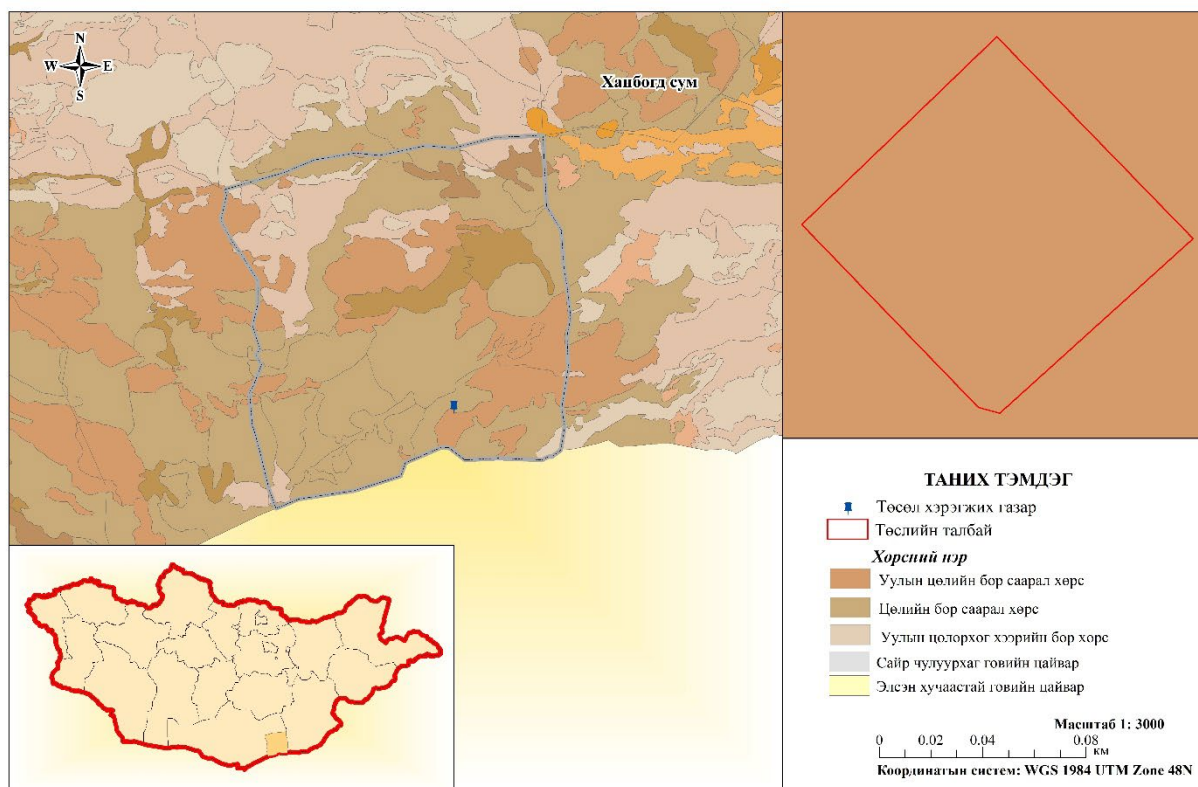 N
W E
S
Ханбогд сум
ТАНИХ ТЭМДЭГ
Төсөл хэрэгжих газар
Төслийн талбай
Хөрсний нэр
Уулын цөлийн бор саарал хөрс
Цөлийн бор саарал хөрс
Уулын цөлөрхөг хээрийн бор хөрс
Сайр чулуурхаг говийн цайвар
Элсэн хучаастай говийн цайвар
Масштаб 1: 3000
0 0.02 0.04 0.08
км
Координатын систем: WGS 1984 UTM Zone 48N